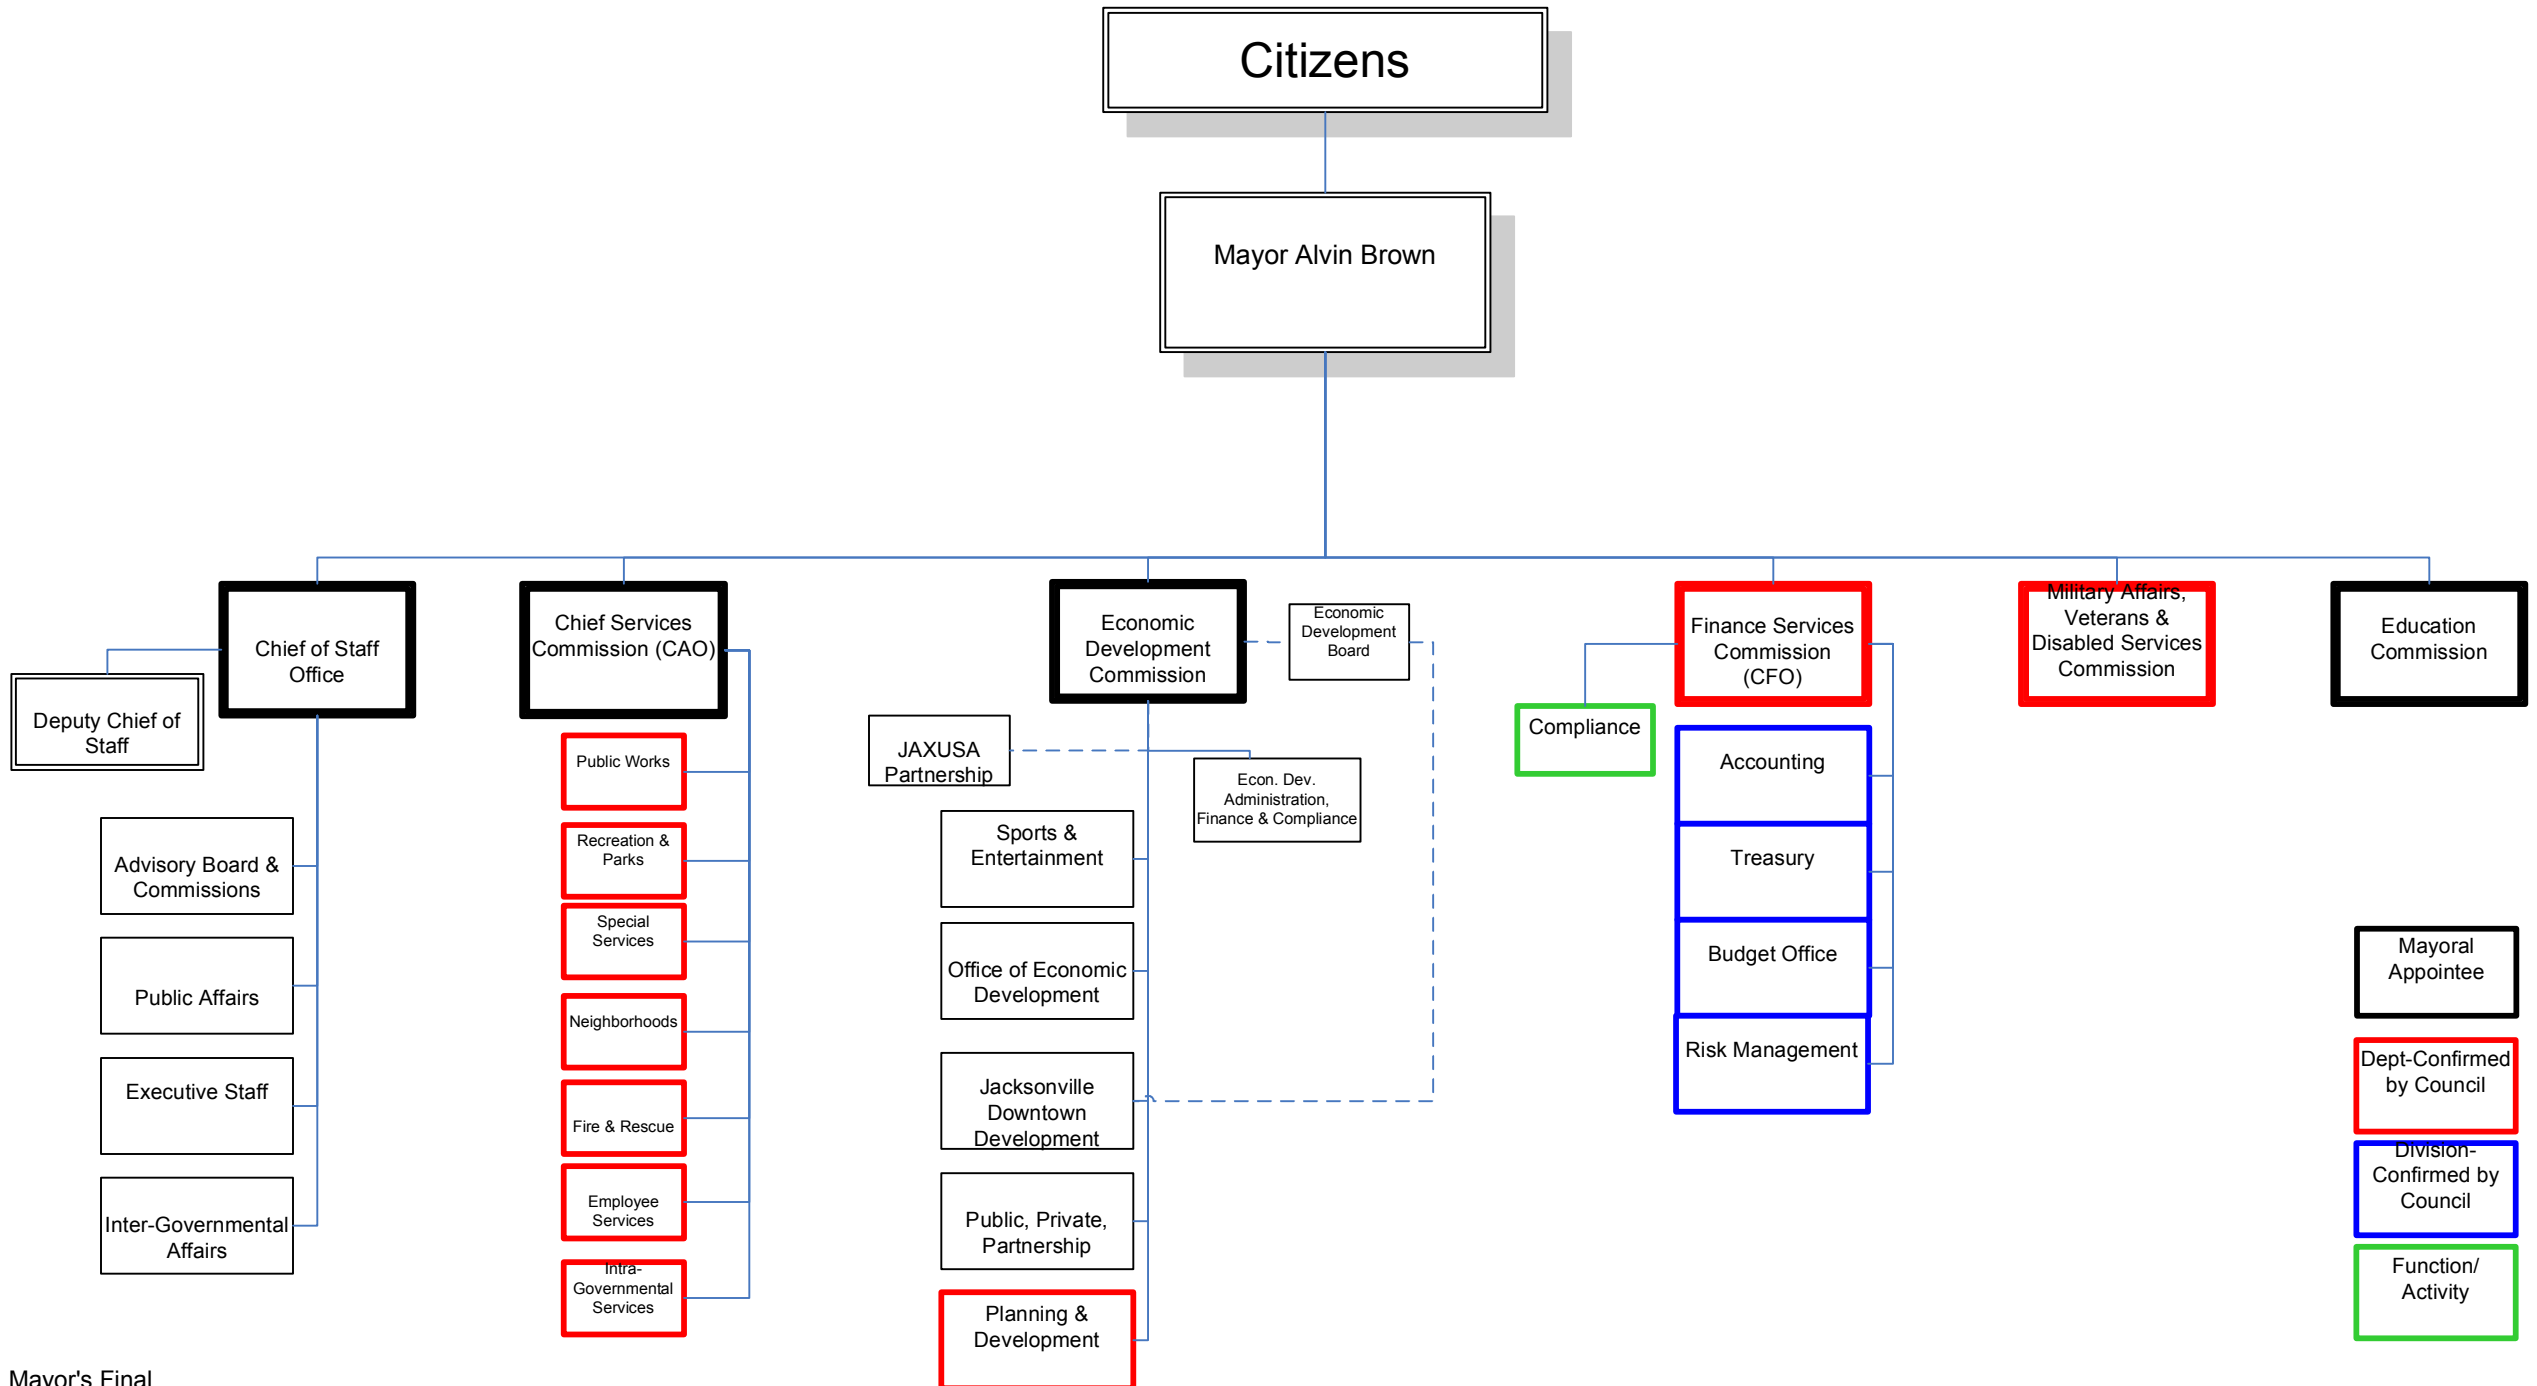 Citizens
Mayor Alvin Brown
Chief of Staff
Office
Deputy Chief of
Staff
Advisory Board &
Commissions
Public Affairs
Executive Staff
Inter-Governmental
Affairs
Chief Services
Commission (CAO)
Public Works
Recreation &
Parks
Special
Services
Neighborhoods
Fire & Rescue
Employee
Services
Intra-
Governmental
Services
Economic
Development
Commission
Economic
Development
Board
JAXUSA
Partnership
Econ. Dev.
Administration,
Finance & Compliance
Sports &
Entertainment
Office of Economic
Development
Jacksonville
Downtown
Development
Public, Private,
Partnership
Planning &
Development
Finance Services
Commission
(CFO)
Compliance
Accounting
Treasury
Budget Office
Risk Management
Military Affairs,
Veterans &
Disabled Services
Commission
Education
Commission
Mayoral
Appointee
Dept-Confirmed
by Council
Division-
Confirmed by
Council
Function/
Activity
Mayor's Final